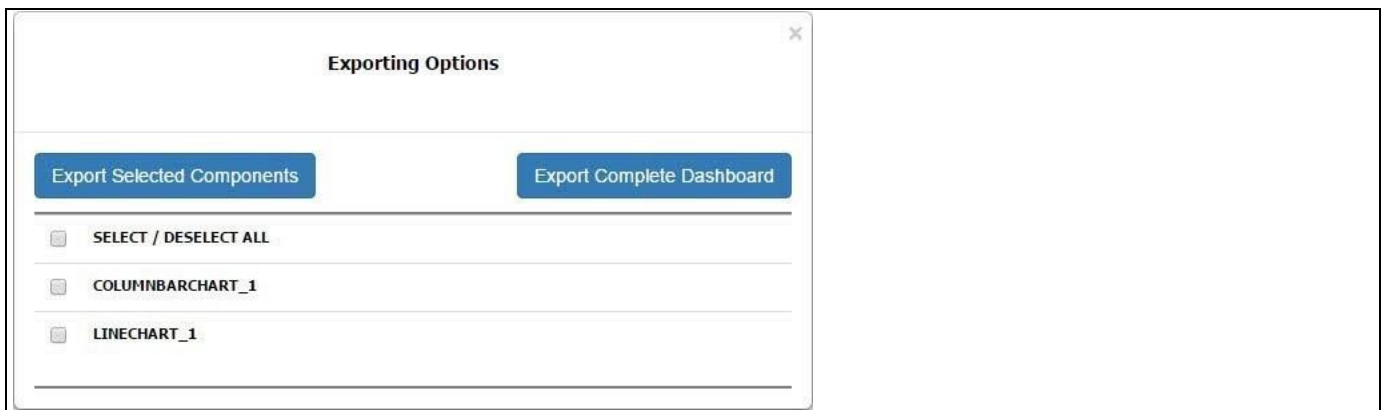 ×
Exporting Options
Export Selected Components Export Complete Dashboard
SELECT / DESELECT ALL
COLUMNBARCHART_1
LINECHART_1